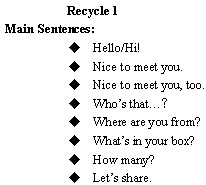 Recycle 1
Main Sentences:
◆ Hello/Hi!
◆ Nice to meet you.
◆ Nice to meet you, too.
◆ Who's that…?
◆ Where are you from?
◆ What's in your box?
◆ How many?
◆ Let's share.